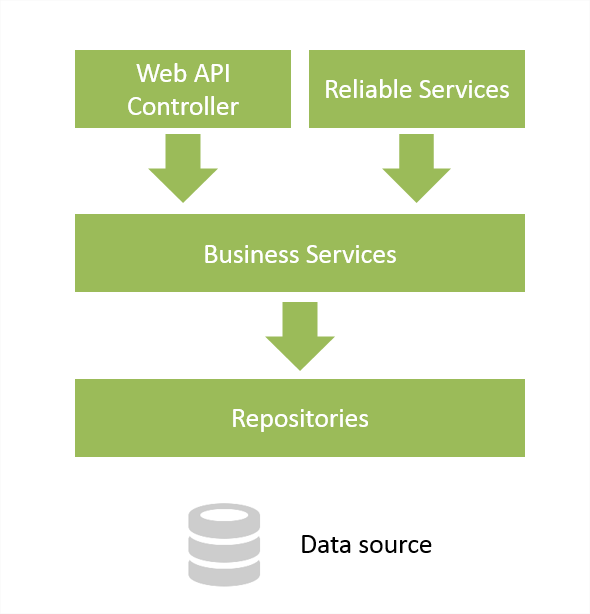 Web API
Controller
Reliable Services
Business Services
Repositories
Data source